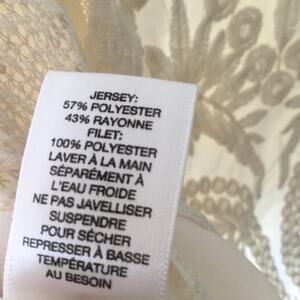 JERSEY:
57% POLYESTER
43% RAYONNE
FILET:
100% POLYESTER
LAVER À LA MAIN
SÉPARÉMENT À
L'EAU FROIDE
NE PAS JAVELLISER
SUSPENDRE
POUR SÉCHER
REPRESSER À BASSE
TEMPÉRATURE
AU BESOIN